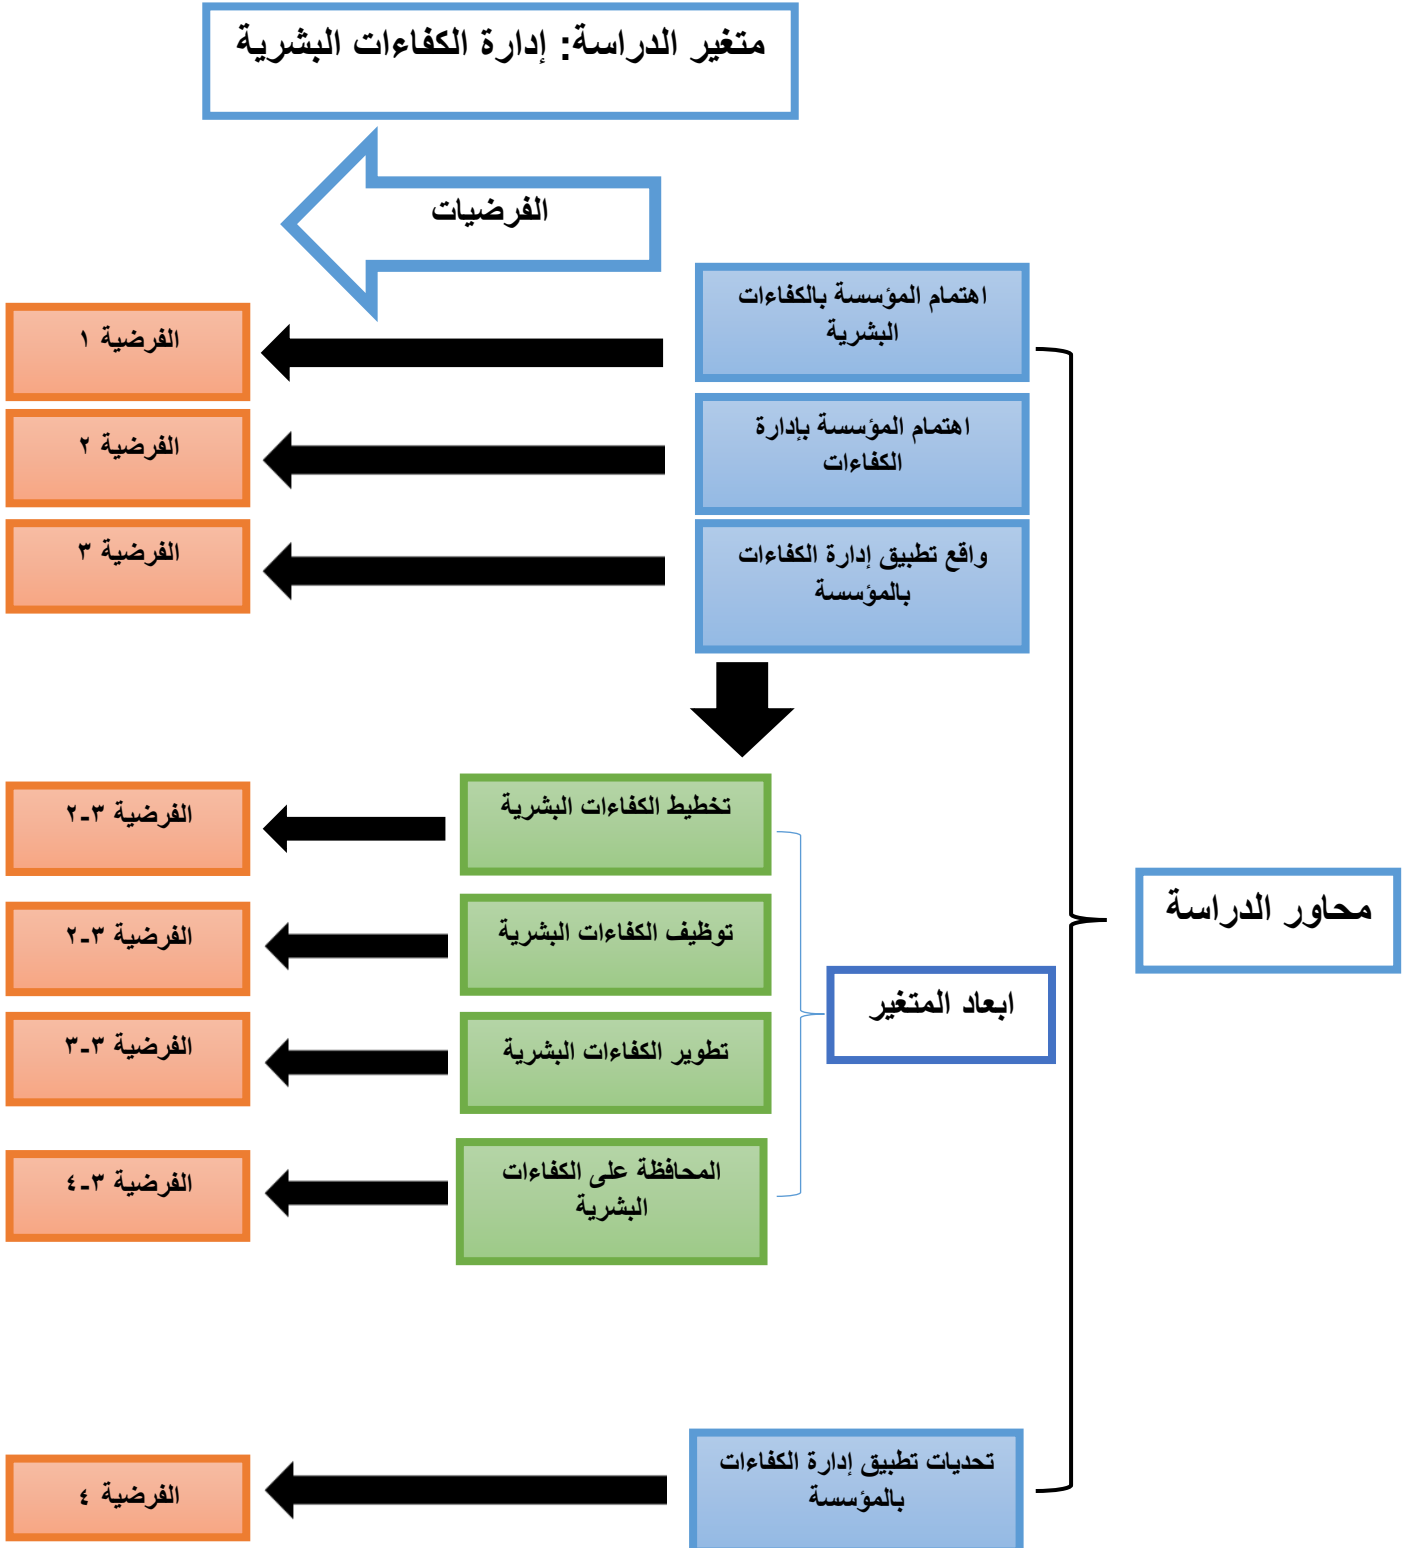 متغير الدراسة: إدارة الكفاءات البشرية
الفرضيات
اهتمام المؤسسة بالكفاءات
البشرية
الفرضية ١
اهتمام المؤسسة بإدارة
الكفاءات
الفرضية ٢
واقع تطبيق إدارة الكفاءات
بالمؤسسة
الفرضية ٣
محاور الدراسة
ابعاد المتغير
تخطيط الكفاءات البشرية
الفرضية ٣-٢
توظيف الكفاءات البشرية
الفرضية ٣-٢
تطوير الكفاءات البشرية
الفرضية ٣-٣
المحافظة على الكفاءات
البشرية
الفرضية ٣-٤
تحديات تطبيق إدارة الكفاءات
بالمؤسسة
الفرضية ٤